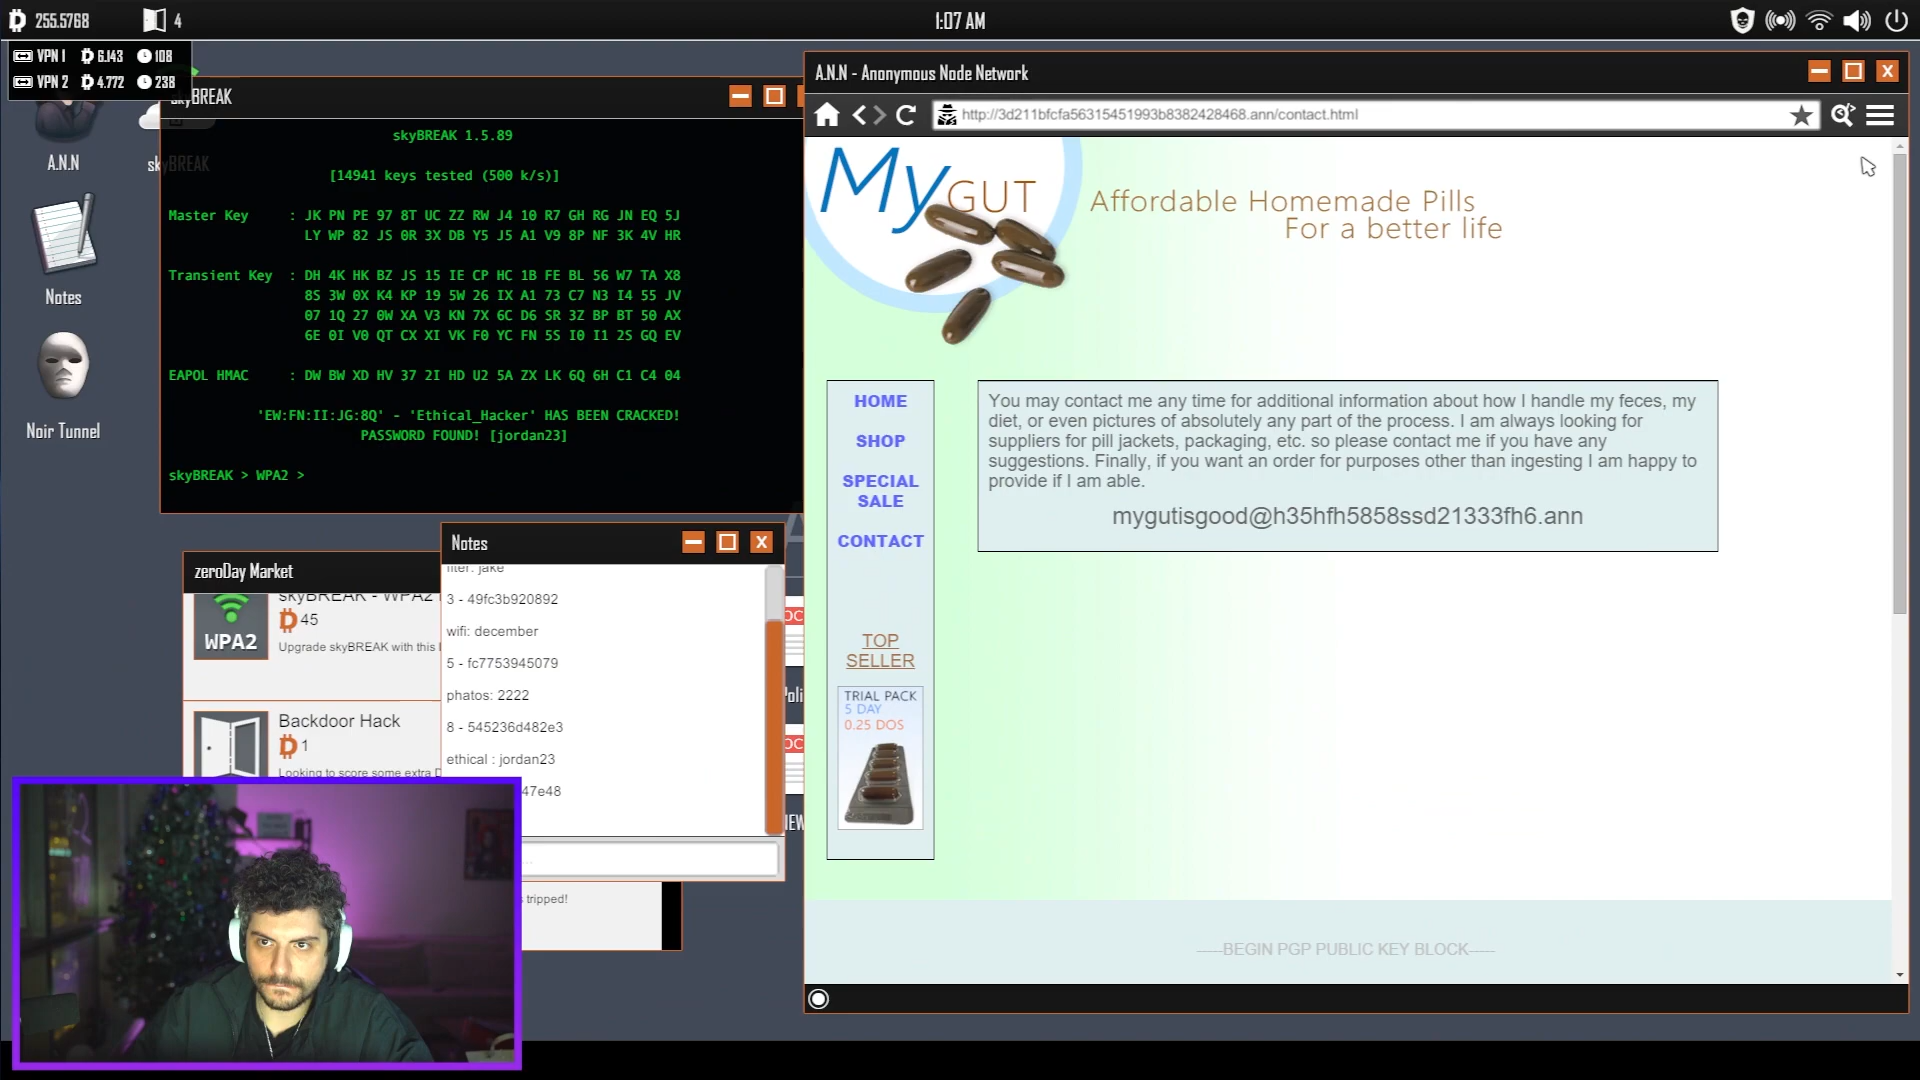 255.5768
4
1:07 AM
VPN 1 6.143 108
VPN 2 4.772 238
A.N.N
skyBREAK
Notes
Noir Tunnel
skyBREAK
skyBREAK 1.5.89
[14941 keys tested (500 k/s)]
Master Key : JK PN PE 97 8T UC ZZ RW J4 10 R7 GH RG JN EQ 5J
LY WP 82 JS 0R 3X DB Y5 J5 A1 V9 8P NF 3K 4V HR
Transient Key : DH 4K HK BZ JS 15 IE CP HC 1B FE BL 56 W7 TA X8
8S 3W 0X K4 KP 19 5W 26 IX A1 73 C7 N3 I4 55 JV
07 1Q 27 0W XA V3 KN 7X 6C D6 SR 3Z BP BT 50 AX
6E 0I V0 QT CX XI VK F0 YC FN 5S I0 I1 2S GQ EV
EAPOL HMAC : DW BW XD HV 37 2I HD U2 5A ZX LK 6Q 6H C1 C4 04
'EW:FN:II:JG:8Q' - 'Ethical_Hacker' HAS BEEN CRACKED!
PASSWORD FOUND! [jordan23]
skyBREAK > WPA2 >
zeroDay Market
skyBREAK - WPA2
45
WPA2
Upgrade skyBREAK with this
Backdoor Hack
1
Looking to score some extra
tripped!
Notes
3 - 49fc3b920892
wifi: december
5 - fc7753945079
phatos: 2222
8 - 545236d482e3
ethical : jordan23
47e48
A.N.N - Anonymous Node Network
http://3d211bfcfa56315451993b8382428468.ann/contact.html
MyGUT
Affordable Homemade Pills
For a better life
HOME
SHOP
SPECIAL
SALE
CONTACT
TOP
SELLER
TRIAL PACK
5 DAY
0.25 DOS
You may contact me any time for additional information about how I handle my feces, my
diet, or even pictures of absolutely any part of the process. I am always looking for
suppliers for pill jackets, packaging, etc. so please contact me if you have any
suggestions. Finally, if you want an order for purposes other than ingesting I am happy to
provide if I am able.
mygutisgood@h35hfh5858ssd21333fh6.ann
-----BEGIN PGP PUBLIC KEY BLOCK-----